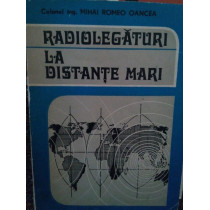 Colonel ing. MIHAI ROMEO OANCEA
RADIOLEGĂTURI
LA
DISTANȚE MARI